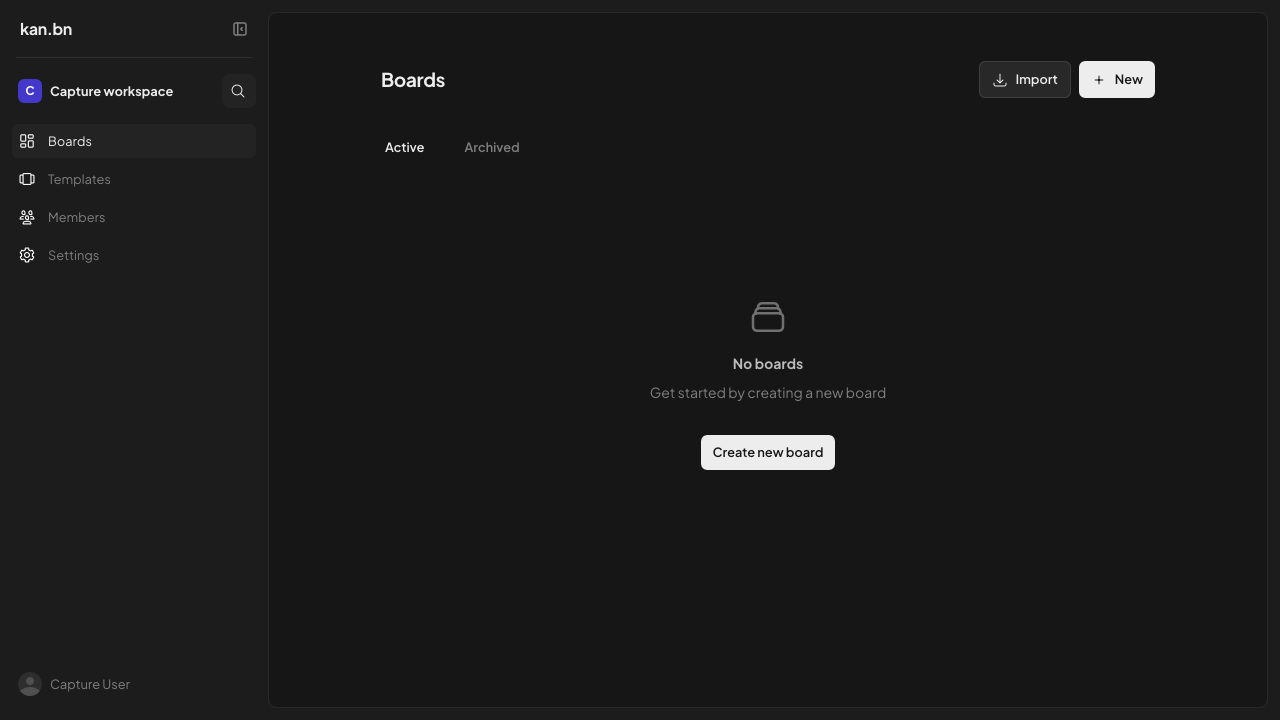 kan.bn
C Capture workspace
Boards
Templates
Members
Settings
Capture User
Boards
Import
New
Active
Archived
No boards
Get started by creating a new board
Create new board